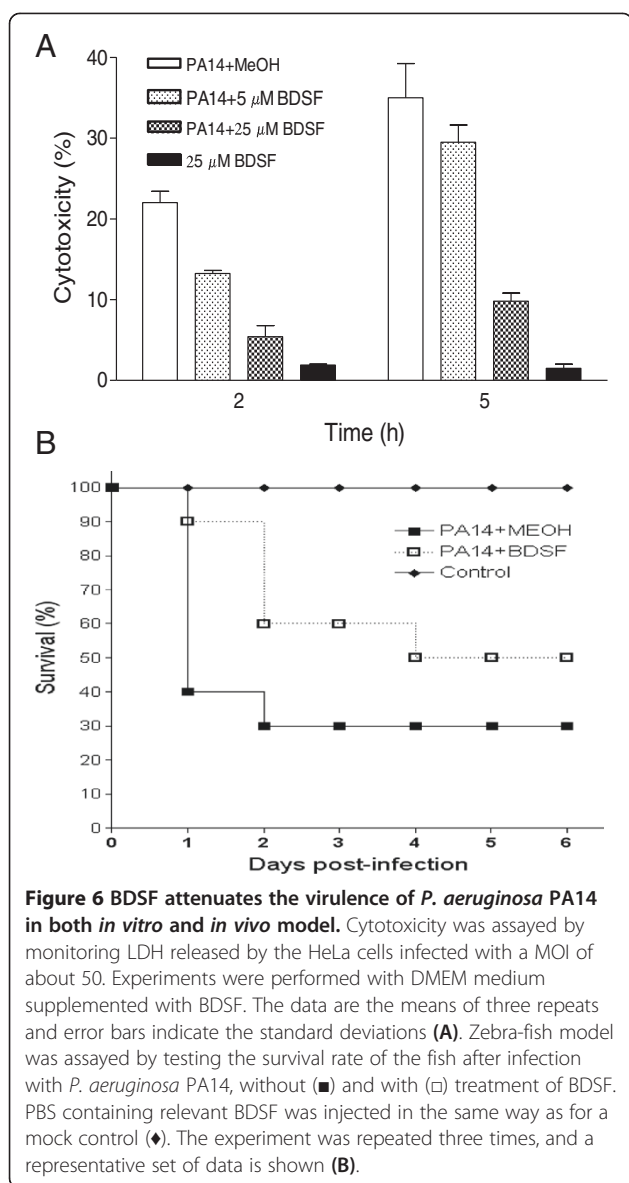 A
PA14+MeOH
PA14+5 μM BDSF
PA14+25 μM BDSF
25 μM BDSF
Cytotoxicity (%)
40
30
20
10
0
2
5
Time (h)
B
Survival (%)
100
90
80
70
60
50
40
30
20
10
0
PA14+MEOH
PA14+BDSF
Control
0 1 2 3 4 5 6
Days post-infection
Figure 6 BDSF attenuates the virulence of P. aeruginosa PA14
in both in vitro and in vivo model. Cytotoxicity was assayed by
monitoring LDH released by the HeLa cells infected with a MOI of
about 50. Experiments were performed with DMEM medium
supplemented with BDSF. The data are the means of three repeats
and error bars indicate the standard deviations (A). Zebra-fish model
was assayed by testing the survival rate of the fish after infection
with P. aeruginosa PA14, without (■) and with (□) treatment of BDSF.
PBS containing relevant BDSF was injected in the same way as for a
mock control (♦). The experiment was repeated three times, and a
representative set of data is shown (B).